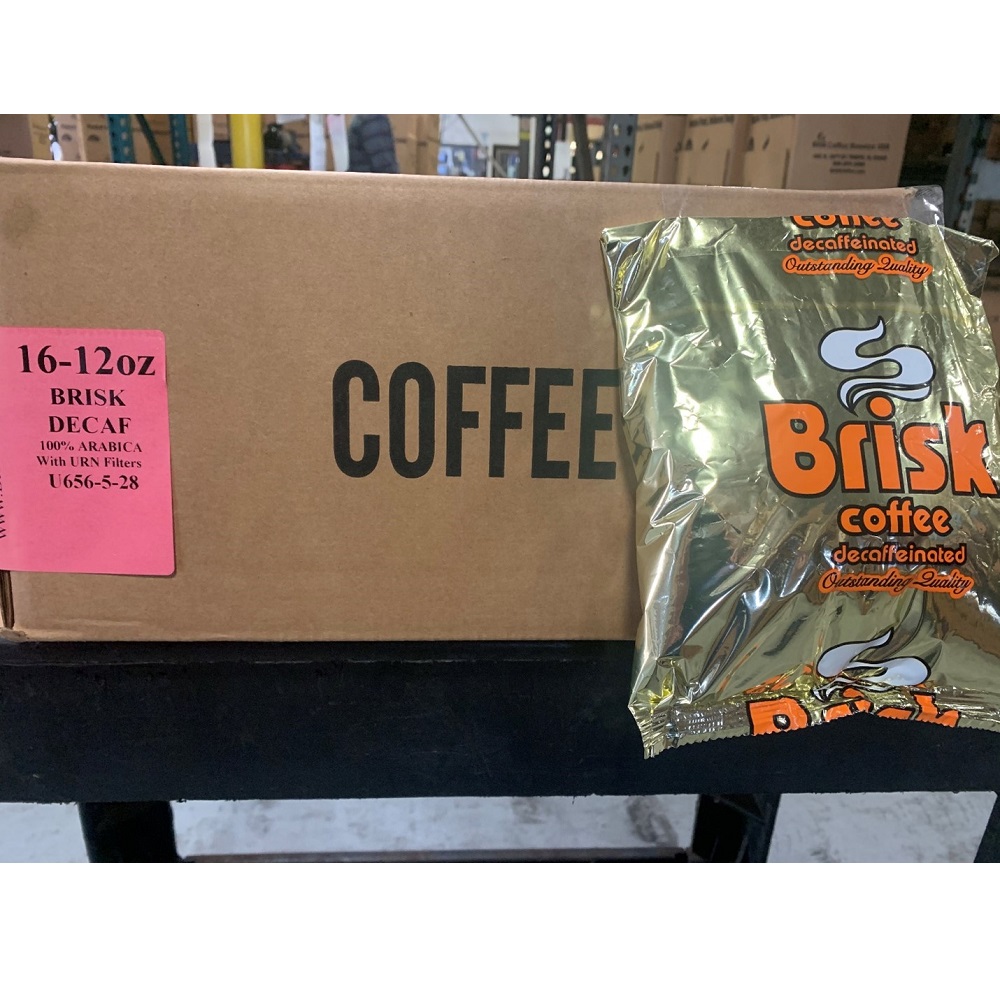 16-12oz
BRISK
DECAF
100% ARABICA
With URN Filters
U656-5-28
COFFEE
coffee
decaffeinated
Outstanding Quality
Brisk
coffee
decaffeinated
Outstanding Quality
Brisk